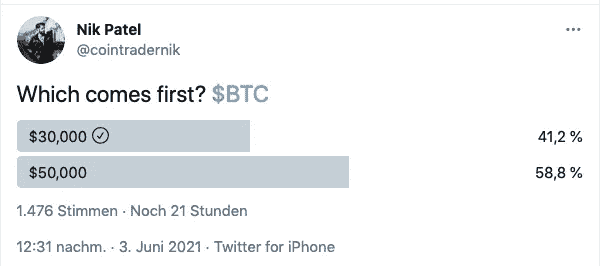 Nik Patel
@cointradernik
Which comes first? $BTC
$30,000 41,2 %
$50,000 58,8 %
1.476 Stimmen · Noch 21 Stunden
12:31 nachm. · 3. Juni 2021 · Twitter for iPhone